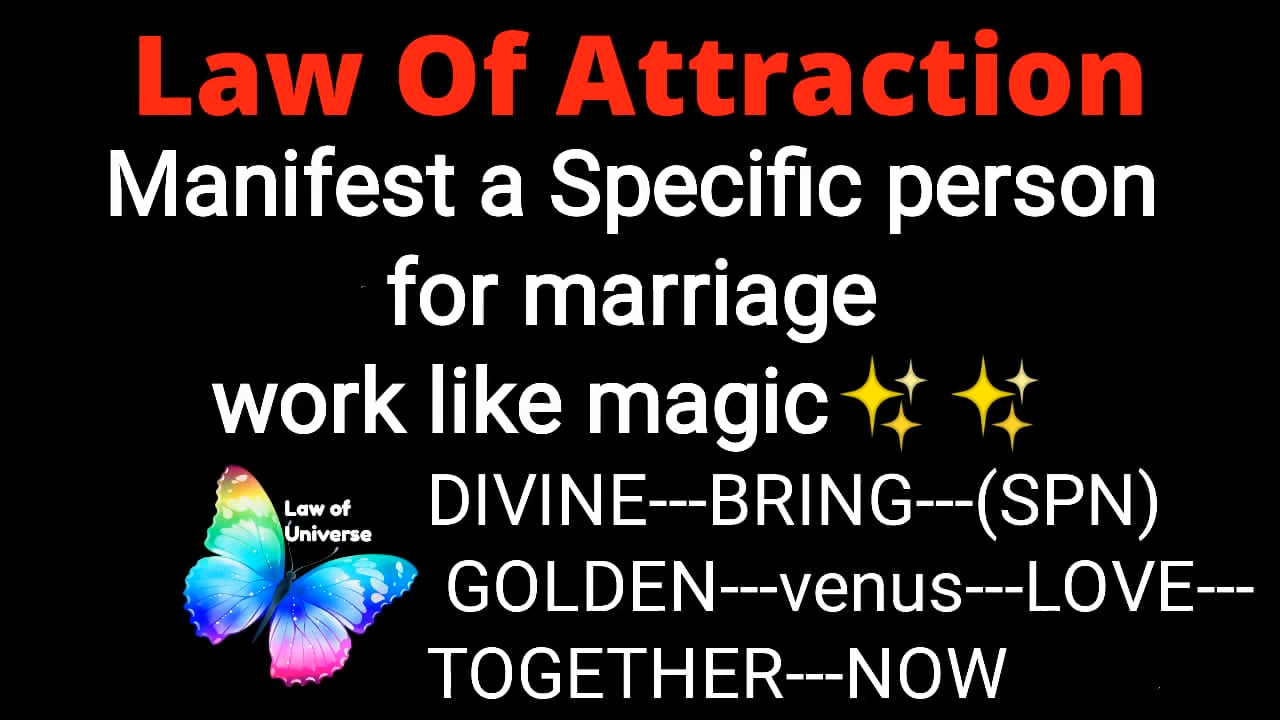 Law Of Attraction
Manifest a Specific person
for marriage
work like magic✨✨
Law of
Universe
DIVINE---BRING---(SPN)
GOLDEN---venus---LOVE---
TOGETHER---NOW